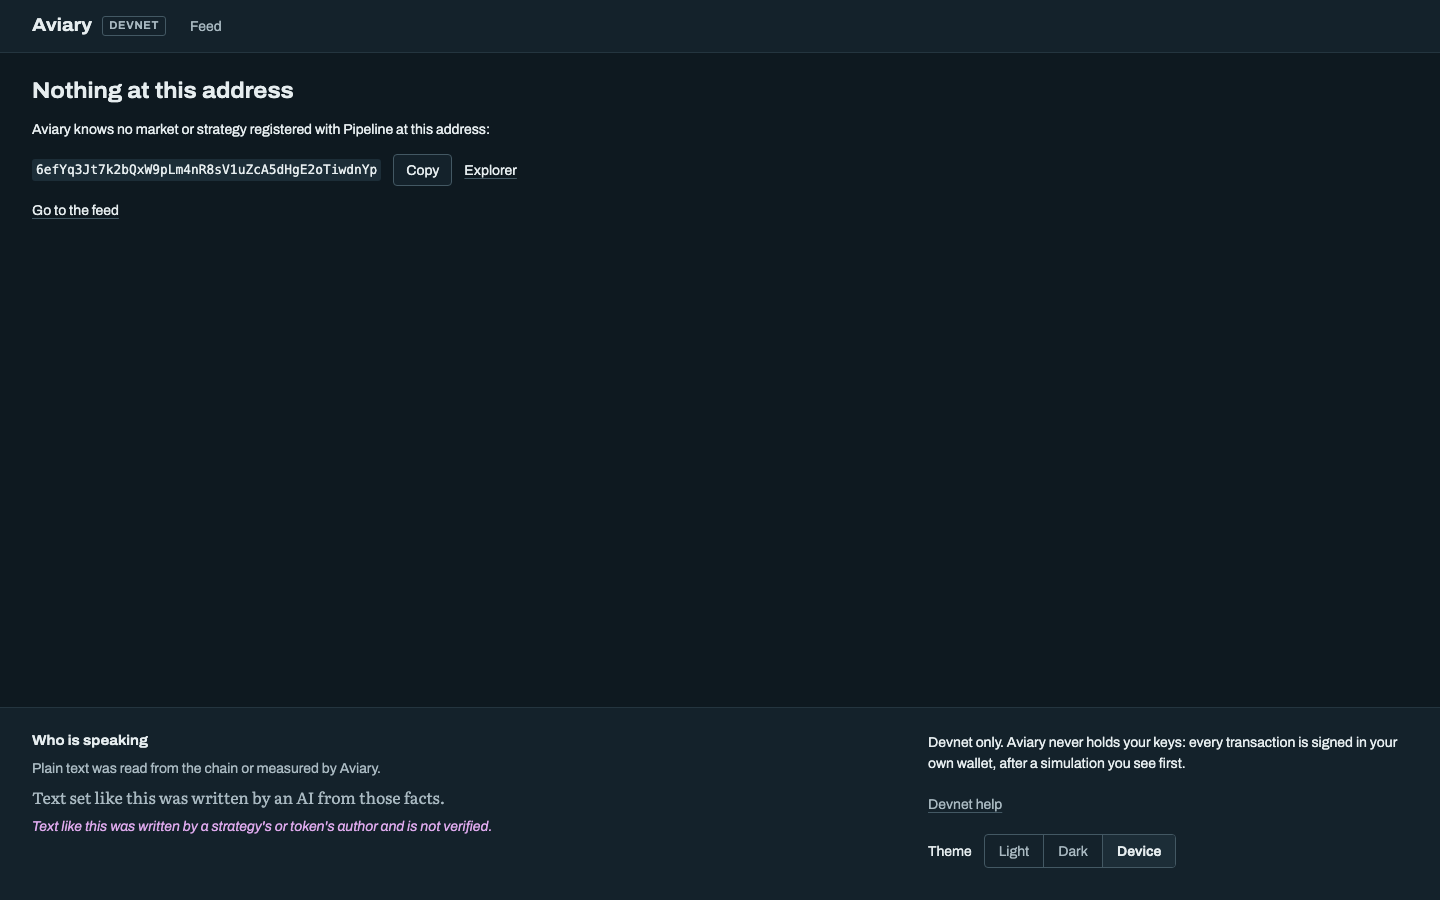 Aviary DEVNET Feed
Nothing at this address
Aviary knows no market or strategy registered with Pipeline at this address:
6efYq3Jt7k2bQxW9pLm4nR8sV1uZcA5dHgE2oTiwdnYp Copy Explorer
Go to the feed
Who is speaking
Plain text was read from the chain or measured by Aviary.
Text set like this was written by an AI from those facts.
Text like this was written by a strategy's or token's author and is not verified.
Devnet only. Aviary never holds your keys: every transaction is signed in your
own wallet, after a simulation you see first.
Devnet help
Theme Light Dark Device